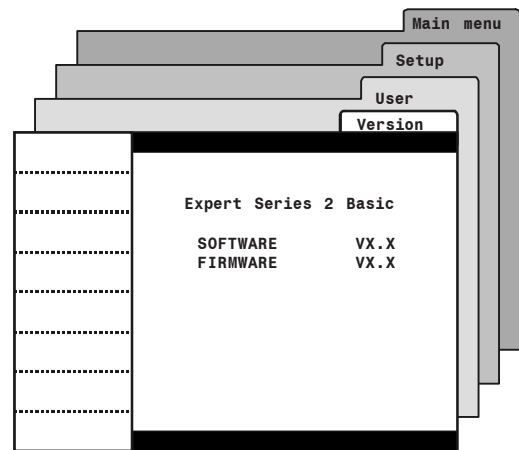 Main menu
Setup
User
Version
Expert Series 2 Basic
SOFTWARE VX.X
FIRMWARE VX.X